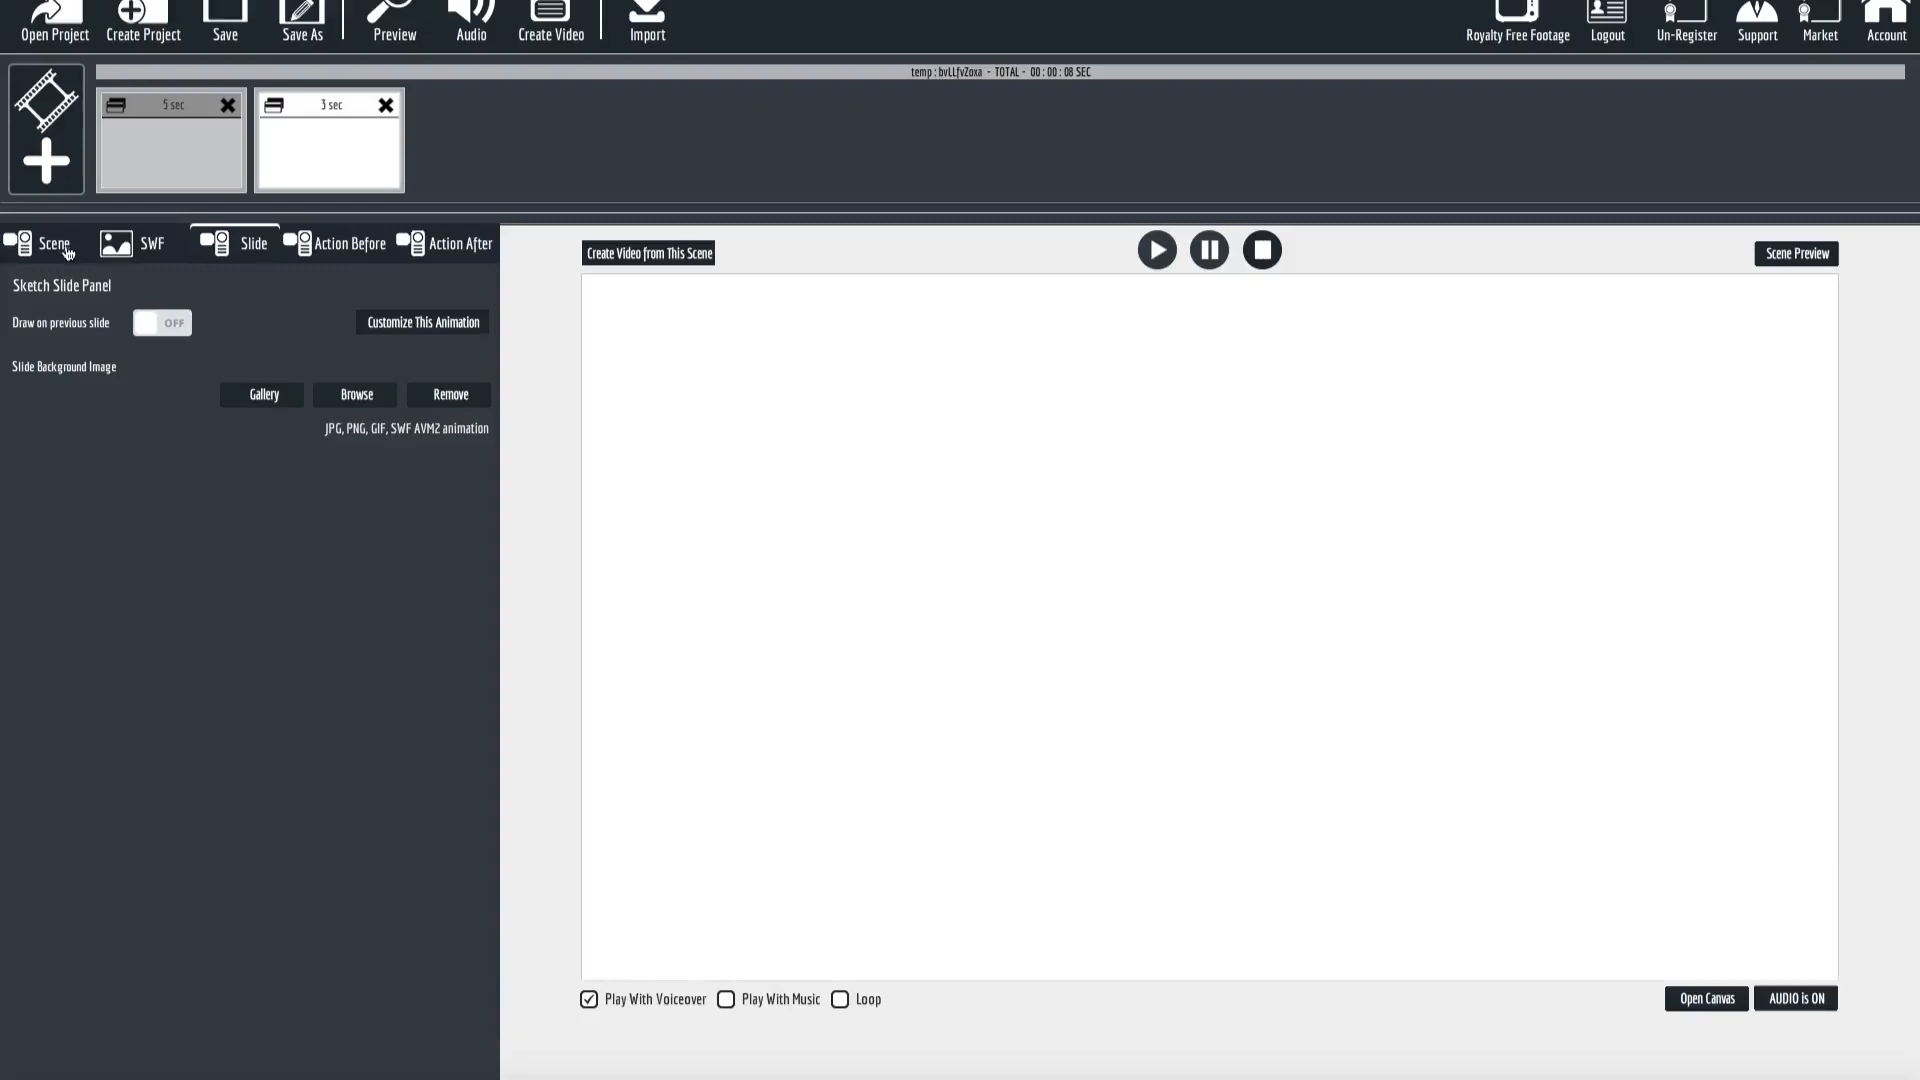 Open Project
Create Project
Save
Save As
Preview
Audio
Create Video
Import
Royalty Free Footage
Logout
Un-Register
Support
Market
Account
temp : bvLLfvZoxa - TOTAL - 00 : 00 : 08 SEC
5 sec
3 sec
Scene
SWF
Slide
Action Before
Action After
Create Video from This Scene
Scene Preview
Sketch Slide Panel
Draw on previous slide
OFF
Customize This Animation
Slide Background Image
Gallery
Browse
Remove
JPG, PNG, GIF, SWF AVM2 animation
Play With Voiceover
Play With Music
Loop
Open Canvas
AUDIO is ON